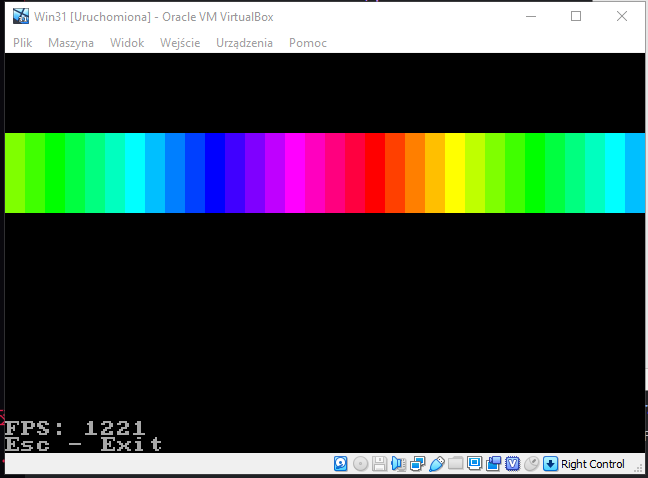 Win31 [Uruchomiona] - Oracle VM VirtualBox
Plik Maszyna Widok Wejście Urządzenia Pomoc
FPS: 1221
Esc - Exit
Right Control